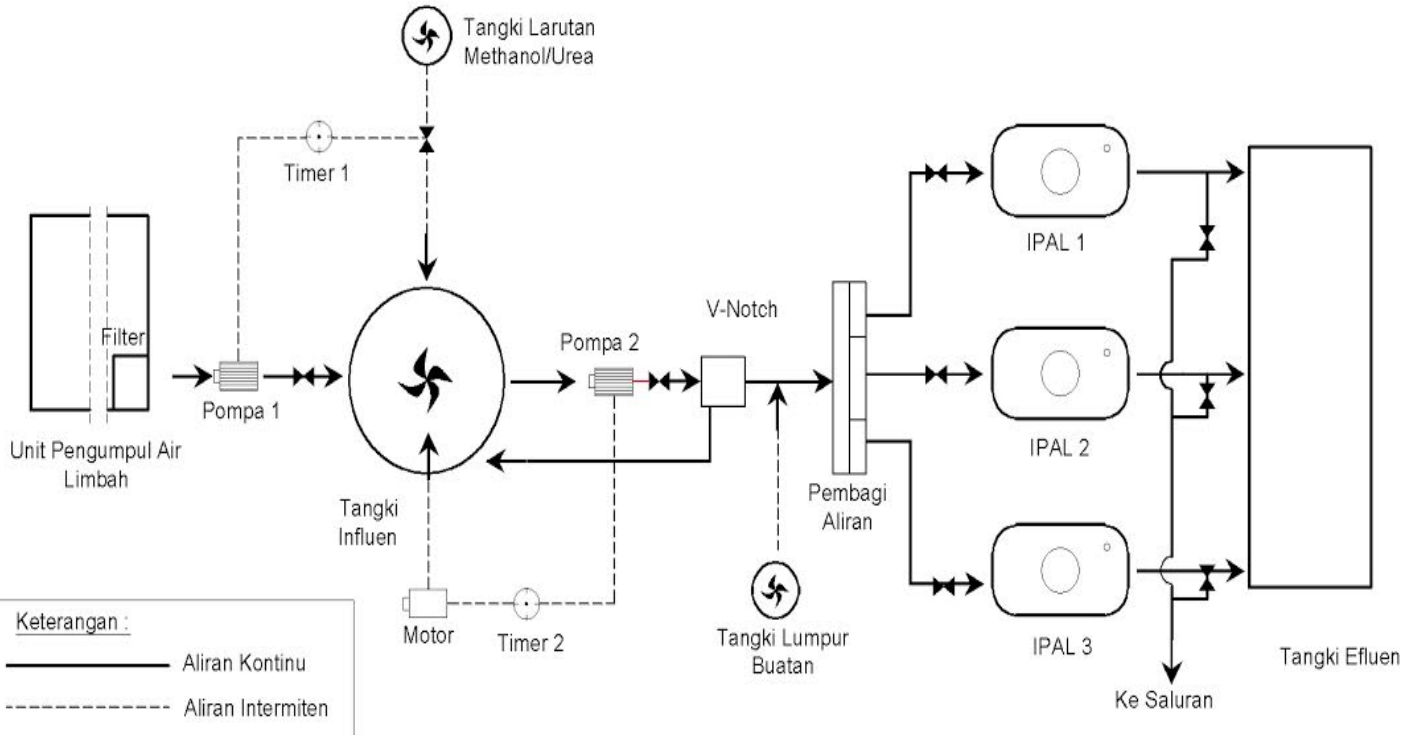 Tangki Larutan
Methanol/Urea
Timer 1
IPAL 1
Filter
V-Notch
Pompa 2
Pompa 1
Unit Pengumpul Air
Limbah
IPAL 2
Tangki
Influen
Pembagi
Aliran
Motor
Timer 2
Tangki Lumpur
Buatan
IPAL 3
Tangki Efluen
Ke Saluran
Keterangan :
Aliran Kontinu
Aliran Intermiten